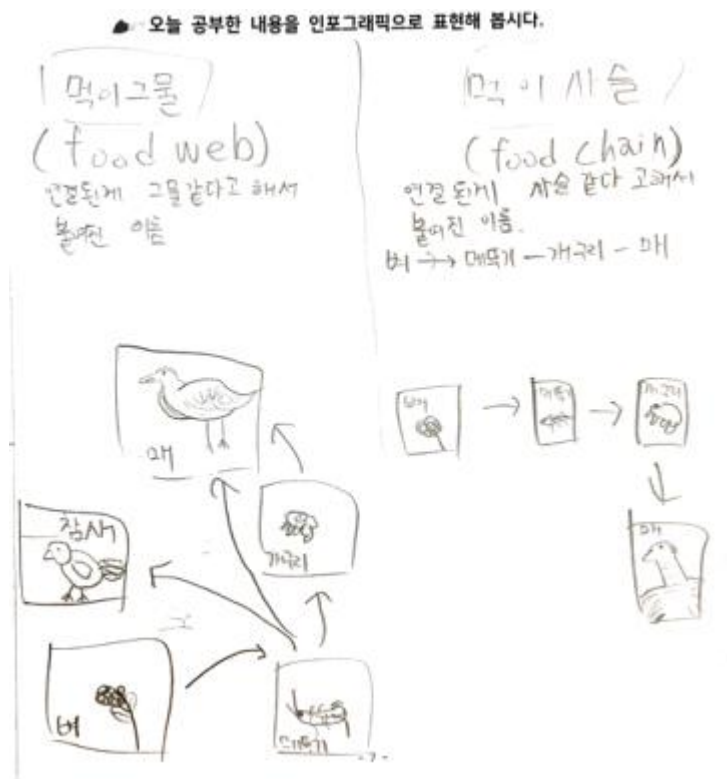 오늘 공부한 내용을 인포그래픽으로 표현해 봅시다.
먹이그물
(food web)
연결된게 그물같다고 해서
붙여진 이름
매
참새
개구리
벼
메뚜기
먹이사슬
(food chain)
연결된게 사슬 같다고해서
붙여진 이름.
벼 → 메뚜기 - 개구리 - 매
벼
메뚜기
개구리
매